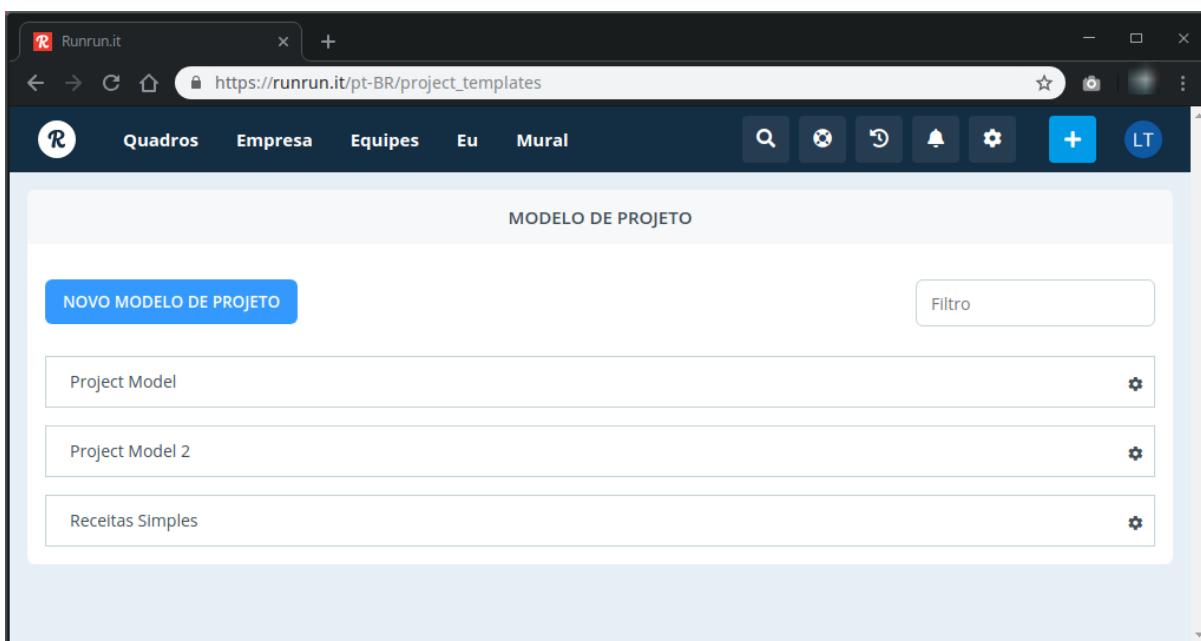 Runrun.it
https://runrun.it/pt-BR/project_templates
R Quadros Empresa Equipes Eu Mural LT
MODELO DE PROJETO
NOVO MODELO DE PROJETO Filtro
Project Model
Project Model 2
Receitas Simples